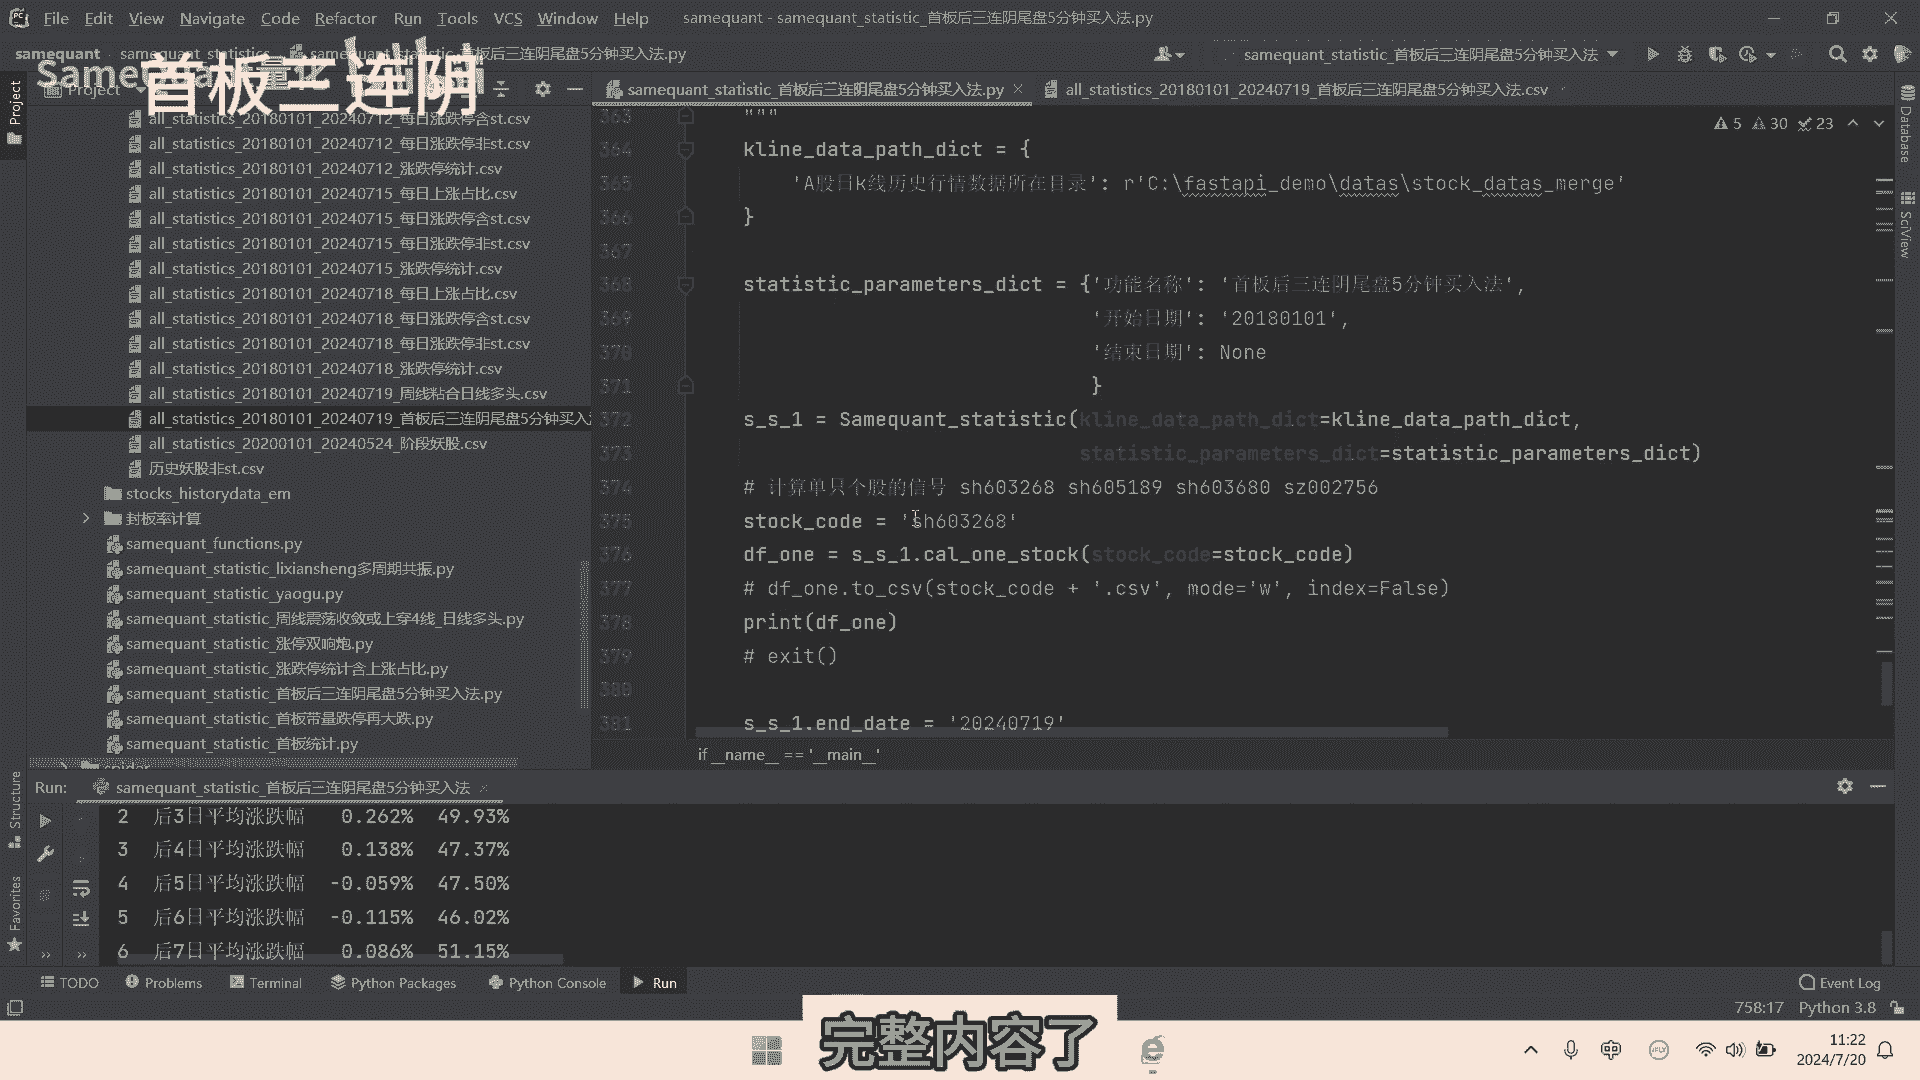 File Edit View Navigate Code Refactor Run Tools VCS Window Help samequant - samequant_statistic_首板后三连阴尾盘5分钟买入法.py
samequant samequant_statistics samequant_statistic_首板后三连阴尾盘5分钟买入法.py
samequant_statistic_首板后三连阴尾盘5分钟买入法
首板三连阴
Project
samequant_statistic_首板后三连阴尾盘5分钟买入法.py
all_statistics_20180101_20240719_首板后三连阴尾盘5分钟买入法.csv
5 30 23
all_statistics_20180101_20240712_每日涨跌停含st.csv
all_statistics_20180101_20240712_每日涨跌停非st.csv
all_statistics_20180101_20240712_涨跌停统计.csv
all_statistics_20180101_20240715_每日上涨占比.csv
all_statistics_20180101_20240715_每日涨跌停含st.csv
all_statistics_20180101_20240715_每日涨跌停非st.csv
all_statistics_20180101_20240715_涨跌停统计.csv
all_statistics_20180101_20240718_每日上涨占比.csv
all_statistics_20180101_20240718_每日涨跌停含st.csv
all_statistics_20180101_20240718_每日涨跌停非st.csv
all_statistics_20180101_20240718_涨跌停统计.csv
all_statistics_20180101_20240719_周线粘合日线多头.csv
all_statistics_20180101_20240719_首板后三连阴尾盘5分钟买入
all_statistics_20200101_20240524_阶段妖股.csv
历史妖股非st.csv
stocks_historydata_em
封板率计算
samequant_functions.py
samequant_statistic_lixiansheng多周期共振.py
samequant_statistic_yaogu.py
samequant_statistic_周线震荡收敛或上穿4线_日线多头.py
samequant_statistic_涨停双响炮.py
samequant_statistic_涨跌停统计含上涨占比.py
samequant_statistic_首板后三连阴尾盘5分钟买入法.py
samequant_statistic_首板带量跌停再大跌.py
samequant_statistic_首板统计.py
363 """
364 kline_data_path_dict = {
365 'A股日k线历史行情数据所在目录': r'C:\fastapi_demo\datas\stock_datas_merge'
366 }
367
368 statistic_parameters_dict = {'功能名称': '首板后三连阴尾盘5分钟买入法',
369 '开始日期': '20180101',
370 '结束日期': None
371 }
372 s_s_1 = Samequant_statistic(kline_data_path_dict=kline_data_path_dict,
373 statistic_parameters_dict=statistic_parameters_dict)
374 # 计算单只个股的信号 sh603268 sh605189 sh603680 sz002756
375 stock_code = 'sh603268'
376 df_one = s_s_1.cal_one_stock(stock_code=stock_code)
377 # df_one.to_csv(stock_code + '.csv', mode='w', index=False)
378 print(df_one)
379 # exit()
380
381 s_s_1.end_date = '20240719'
if __name__ == '__main__'
Database
SciView
Structure
Favorites
Run: samequant_statistic_首板后三连阴尾盘5分钟买入法
2 后3日平均涨跌幅 0.262% 49.93%
3 后4日平均涨跌幅 0.138% 47.37%
4 后5日平均涨跌幅 -0.059% 47.50%
5 后6日平均涨跌幅 -0.115% 46.02%
6 后7日平均涨跌幅 0.086% 51.15%
TODO Problems Terminal Python Packages Python Console Run Event Log
758:17 Python 3.8
完整内容了
11:22
2024/7/20